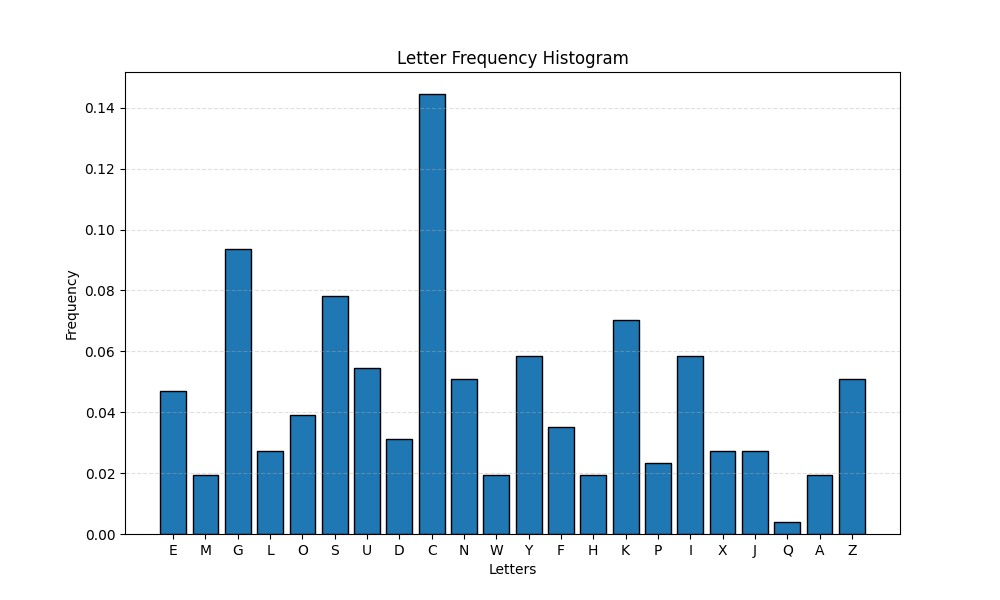 Letter Frequency Histogram
0.14
0.12
0.10
0.08
0.06
0.04
0.02
0.00
Frequency
E M G L O S U D C N W Y F H K P I X J Q A Z
Letters